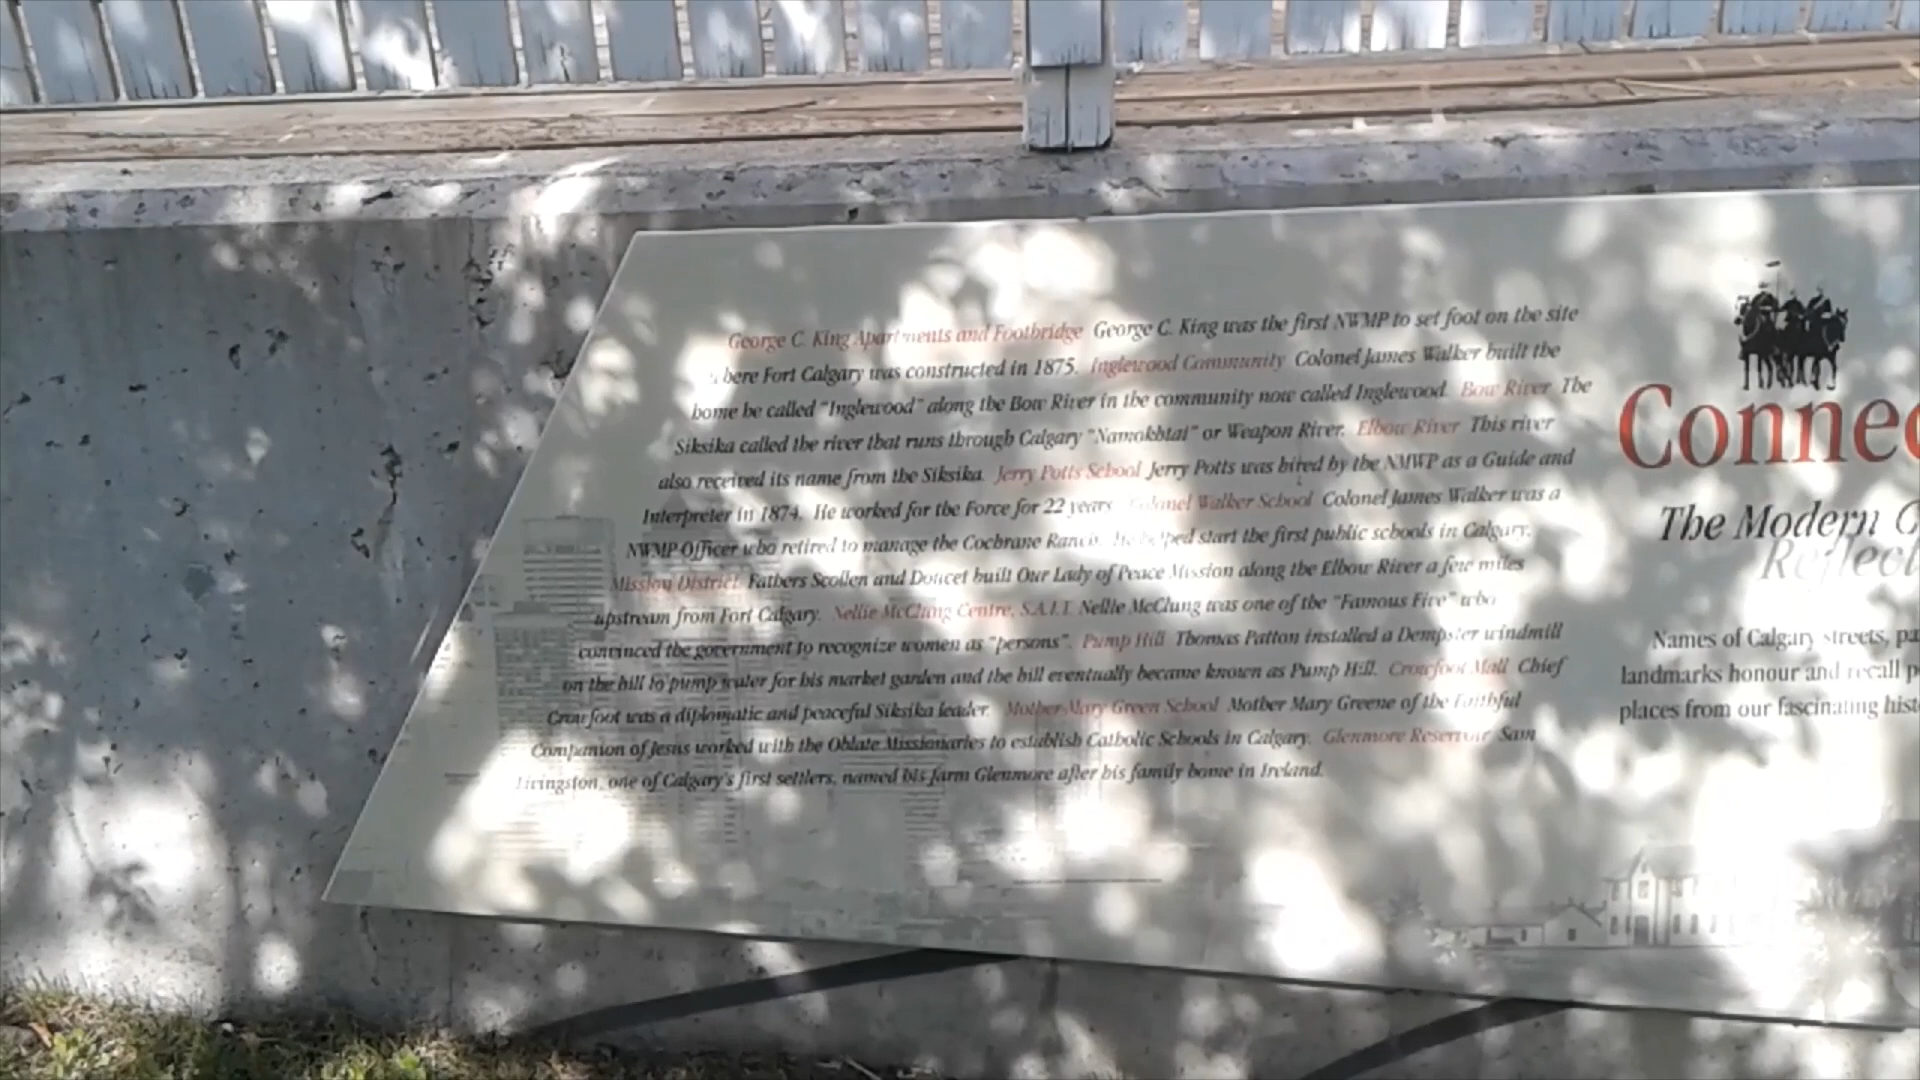 George C. King Apartments and Footbridge George C. King was the first NWMP to set foot on the site
where Fort Calgary was constructed in 1875. Inglewood Community Colonel James Walker built the
home he called "Inglewood" along the Bow River in the community now called Inglewood. Bow River The
Siksika called the river that runs through Calgary "Namokhtai" or Weapon River. Elbow River This river
also received its name from the Siksika. Jerry Potts School Jerry Potts was hired by the NMWP as a Guide and
Interpreter in 1874. He worked for the Force for 22 years. Colonel Walker School Colonel James Walker was a
NWMP Officer who retired to manage the Cochrane Ranch. He helped start the first public schools in Calgary.
Mission District Fathers Scollen and Doucet built Our Lady of Peace Mission along the Elbow River a few miles
upstream from Fort Calgary. Nellie McClung Centre, S.A.I.T. Nellie McClung was one of the "Famous Five" who
convinced the government to recognize women as "persons". Pump Hill Thomas Patton installed a Dempster windmill
on the hill to pump water for his market garden and the hill eventually became known as Pump Hill. Crowfoot Mall Chief
Crowfoot was a diplomatic and peaceful Siksika leader. Mother Mary Green School Mother Mary Greene of the Faithful
Companion of Jesus worked with the Oblate Missionaries to establish Catholic Schools in Calgary. Glenmore Reservoir Sam
Livingston, one of Calgary's first settlers, named his farm Glenmore after his family home in Ireland.
Connec
The Modern C
Reflect
Names of Calgary streets, pa
landmarks honour and recall p
places from our fascinating hist